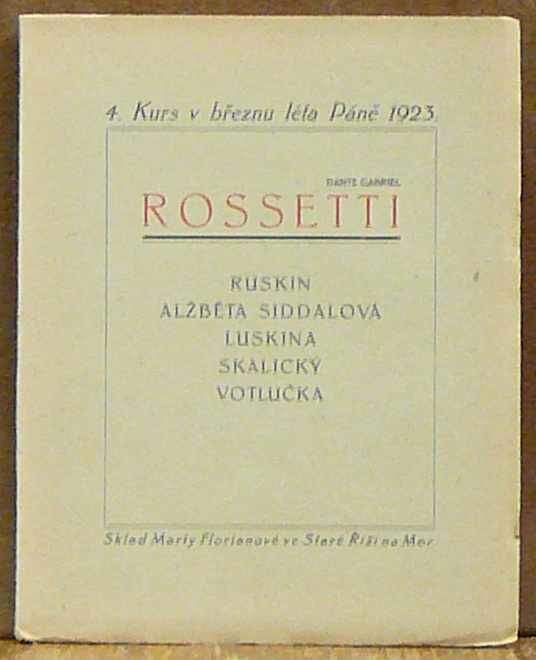 4. Kurs v březnu léta Páně 1923.
DANTE GABRIEL
ROSSETTI
RUSKIN
ALŽBĚTA SIDDALOVÁ
LUSKINA
SKALICKÝ
VOTLUČKA
Sklad Marty Florianové ve Staré Říši na Mor.